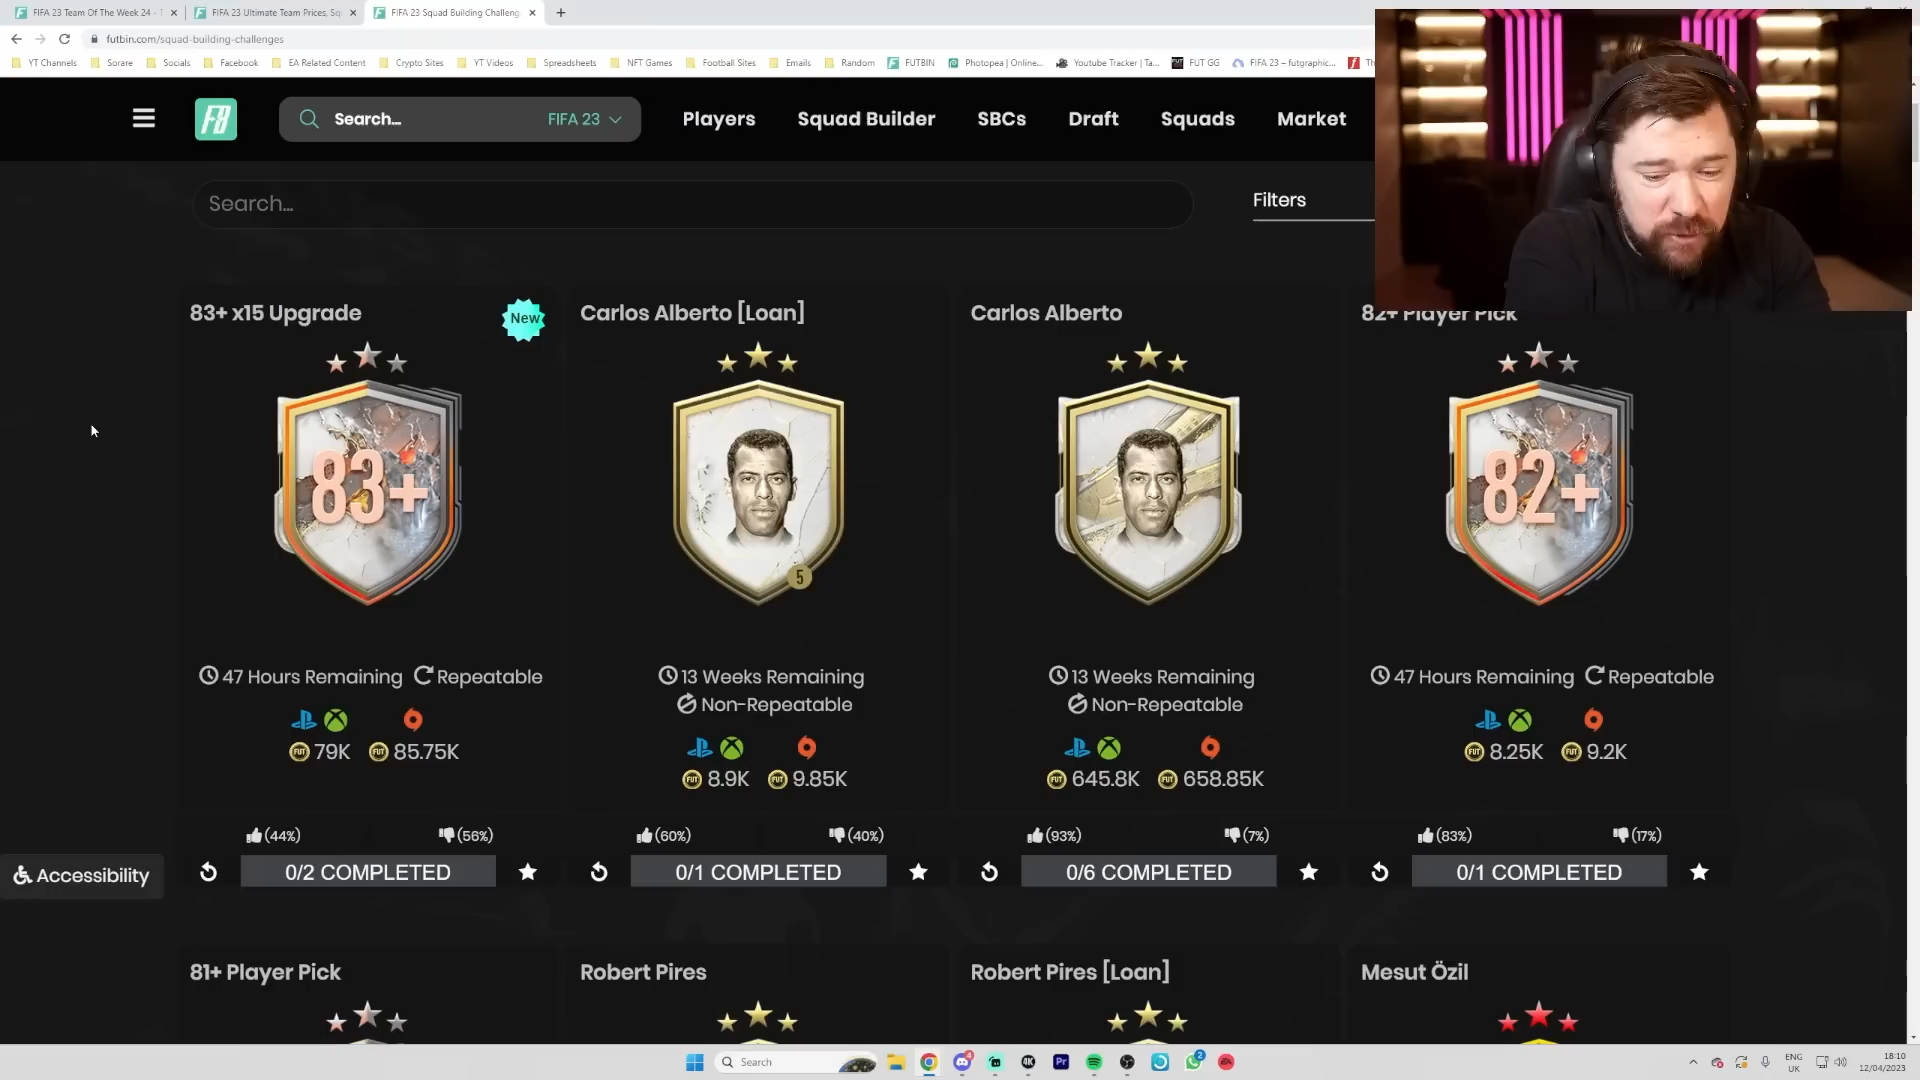 FIFA 23 Team Of The Week 24 -
FIFA 23 Ultimate Team Prices, Sq
FIFA 23 Squad Building Challeng
futbin.com/squad-building-challenges
YT Channels
Sorare
Socials
Facebook
EA Related Content
Crypto Sites
YT Videos
Spreadsheets
NFT Games
Football Sites
Emails
Random
FUTBIN
Photopea | Online...
Youtube Tracker | Ta...
FUT GG
FIFA 23 – futgraphic...
Th
Search...
FIFA 23
Players
Squad Builder
SBCs
Draft
Squads
Market
Search...
Filters
83+ x15 Upgrade
New
Carlos Alberto [Loan]
Carlos Alberto
82+ Player Pick
83+
5
82+
47 Hours Remaining
Repeatable
13 Weeks Remaining
Non-Repeatable
13 Weeks Remaining
Non-Repeatable
47 Hours Remaining
Repeatable
79K
85.75K
8.9K
9.85K
645.8K
658.85K
8.25K
9.2K
(44%)
(56%)
(60%)
(40%)
(93%)
(7%)
(83%)
(17%)
0/2 COMPLETED
0/1 COMPLETED
0/6 COMPLETED
0/1 COMPLETED
Accessibility
81+ Player Pick
Robert Pires
Robert Pires [Loan]
Mesut Özil
Search
4
4K
Pr
2
EA
ENG
UK
18:10
12/04/2023